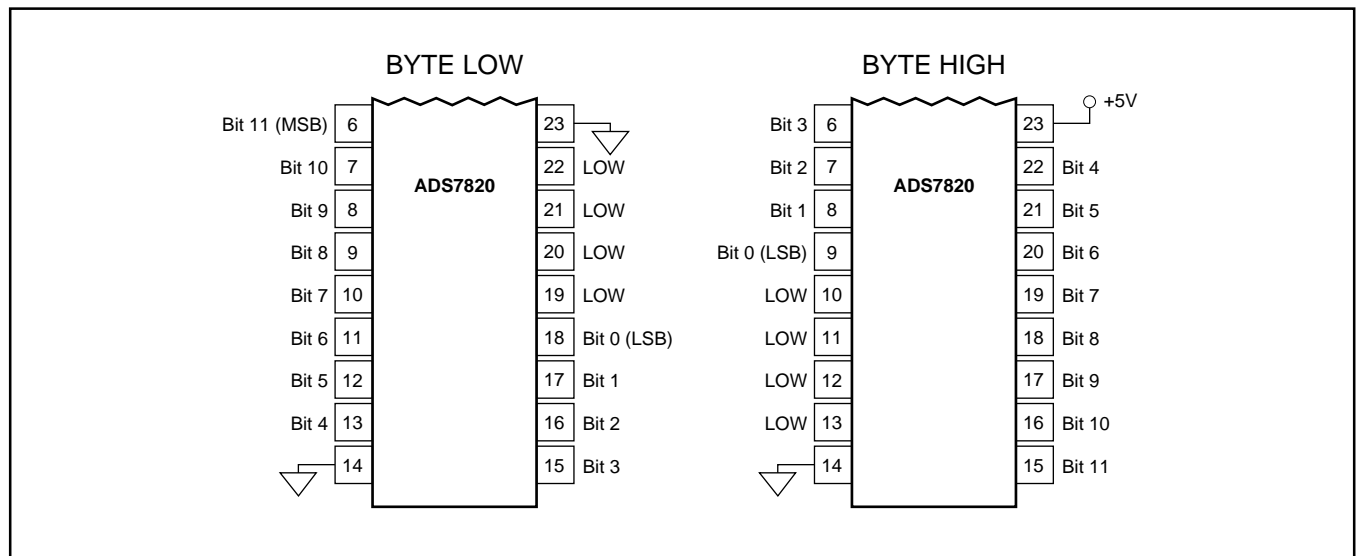 BYTE LOW
Bit 11 (MSB) 6 23
Bit 10 7 22 LOW
ADS7820
Bit 9 8 21 LOW
Bit 8 9 20 LOW
Bit 7 10 19 LOW
Bit 6 11 18 Bit 0 (LSB)
Bit 5 12 17 Bit 1
Bit 4 13 16 Bit 2
14 15 Bit 3
BYTE HIGH
+5V
Bit 3 6 23
Bit 2 7 22 Bit 4
ADS7820
Bit 1 8 21 Bit 5
Bit 0 (LSB) 9 20 Bit 6
LOW 10 19 Bit 7
LOW 11 18 Bit 8
LOW 12 17 Bit 9
LOW 13 16 Bit 10
14 15 Bit 11